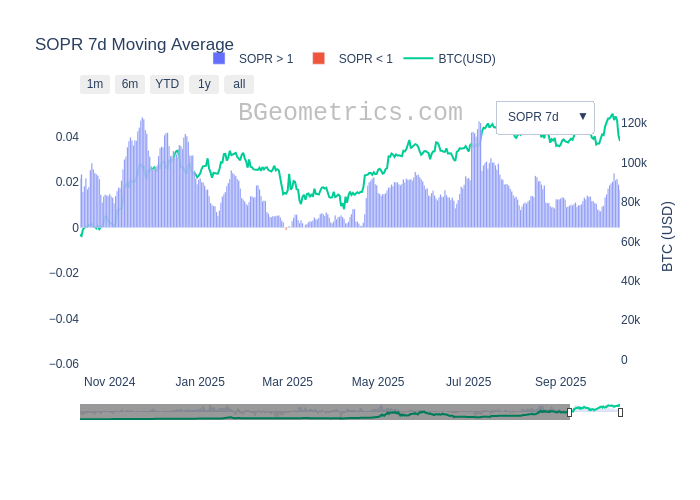 SOPR 7d Moving Average
SOPR > 1
SOPR < 1
BTC(USD)
1m
6m
YTD
1y
all
BGeometrics.com
SOPR 7d ▼
0.04
0.02
0
−0.02
−0.04
−0.06
120k
100k
80k
60k
40k
20k
0
BTC (USD)
Nov 2024
Jan 2025
Mar 2025
May 2025
Jul 2025
Sep 2025